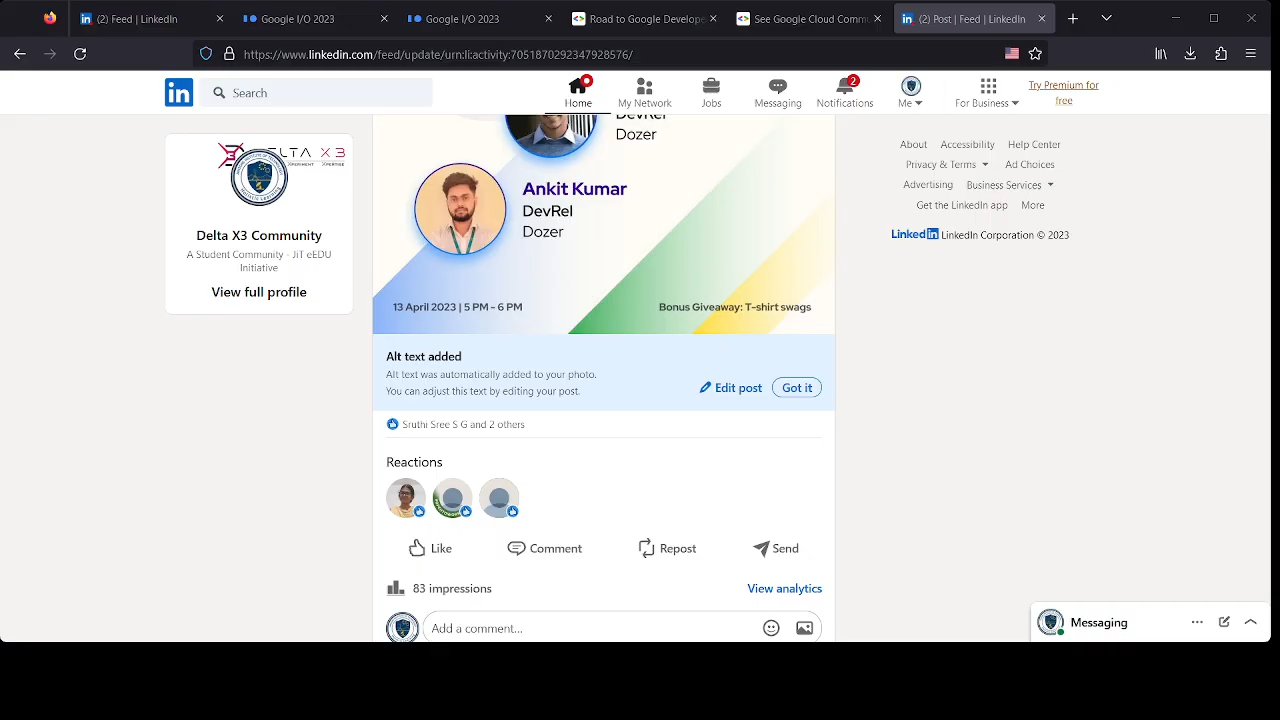 (2) Feed | LinkedIn
Google I/O 2023
Google I/O 2023
Road to Google Develope
See Google Cloud Comm
(2) Post | Feed | LinkedIn
https://www.linkedin.com/feed/update/urn:li:activity:7051870292347928576/
in
Search
Home
My Network
Jobs
Messaging
2
Notifications
Me
For Business
Try Premium for
free
DELTA X3
Delta X3 Community
A Student Community - JiT eEDU
Initiative
View full profile
DevRel
Dozer
Ankit Kumar
DevRel
Dozer
13 April 2023 | 5 PM - 6 PM
Bonus Giveaway: T-shirt swags
Alt text added
Alt text was automatically added to your photo.
You can adjust this text by editing your post.
Edit post
Got it
Sruthi Sree S G and 2 others
Reactions
Like
Comment
Repost
Send
83 impressions
View analytics
Add a comment...
About
Accessibility
Help Center
Privacy & Terms
Ad Choices
Advertising
Business Services
Get the LinkedIn app
More
LinkedIn LinkedIn Corporation © 2023
Messaging